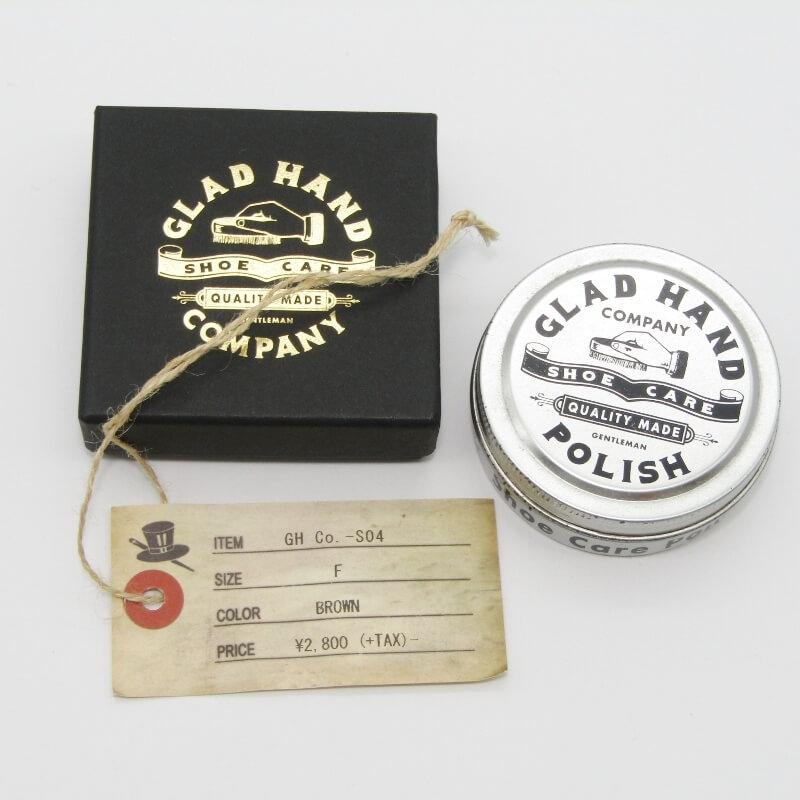 GLAD HAND
SHOE CARE
QUALITY MADE
GENTLEMAN
COMPANY
GLAD HAND
COMPANY
SHOE CARE
QUALITY MADE
GENTLEMAN
POLISH
Shoe Care
ITEM GH Co.-S04
SIZE F
COLOR BROWN
PRICE ¥2,800 (+TAX)-